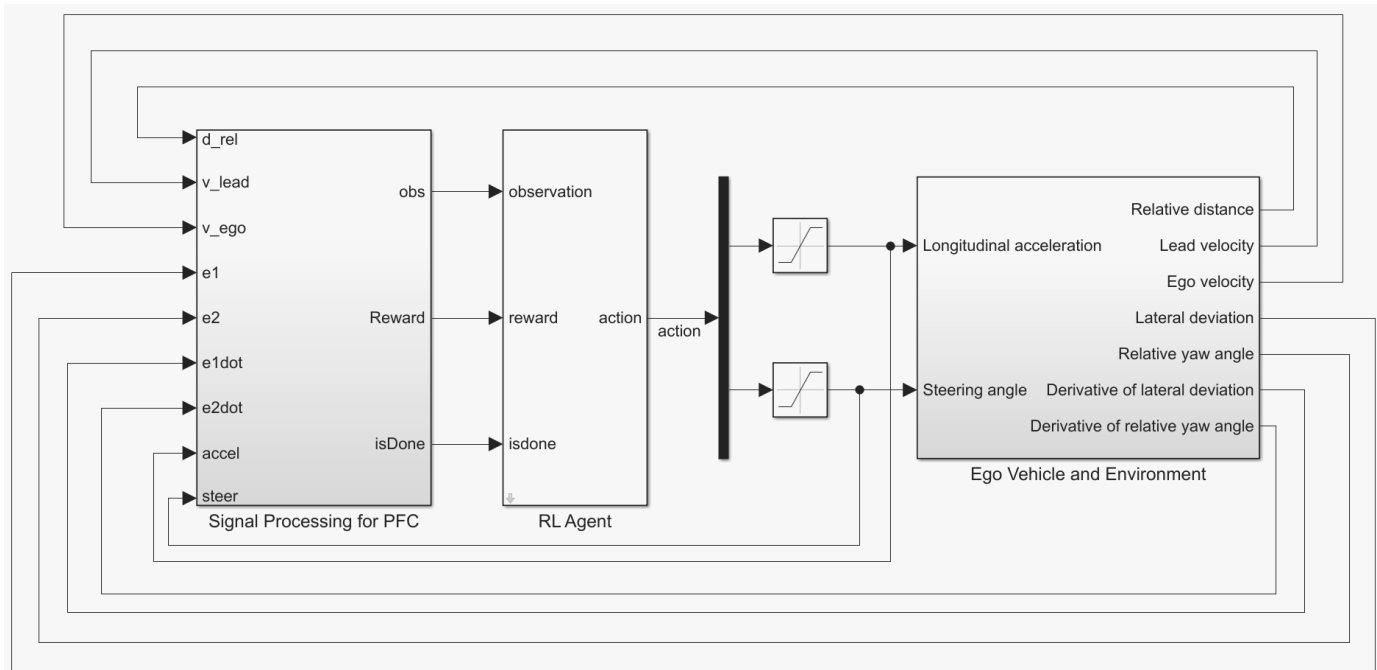 d_rel
v_lead
v_ego
e1
e2
e1dot
e2dot
accel
steer
obs
Reward
isDone
Signal Processing for PFC
observation
reward
isdone
action
RL Agent
action
Longitudinal acceleration
Steering angle
Relative distance
Lead velocity
Ego velocity
Lateral deviation
Relative yaw angle
Derivative of lateral deviation
Derivative of relative yaw angle
Ego Vehicle and Environment